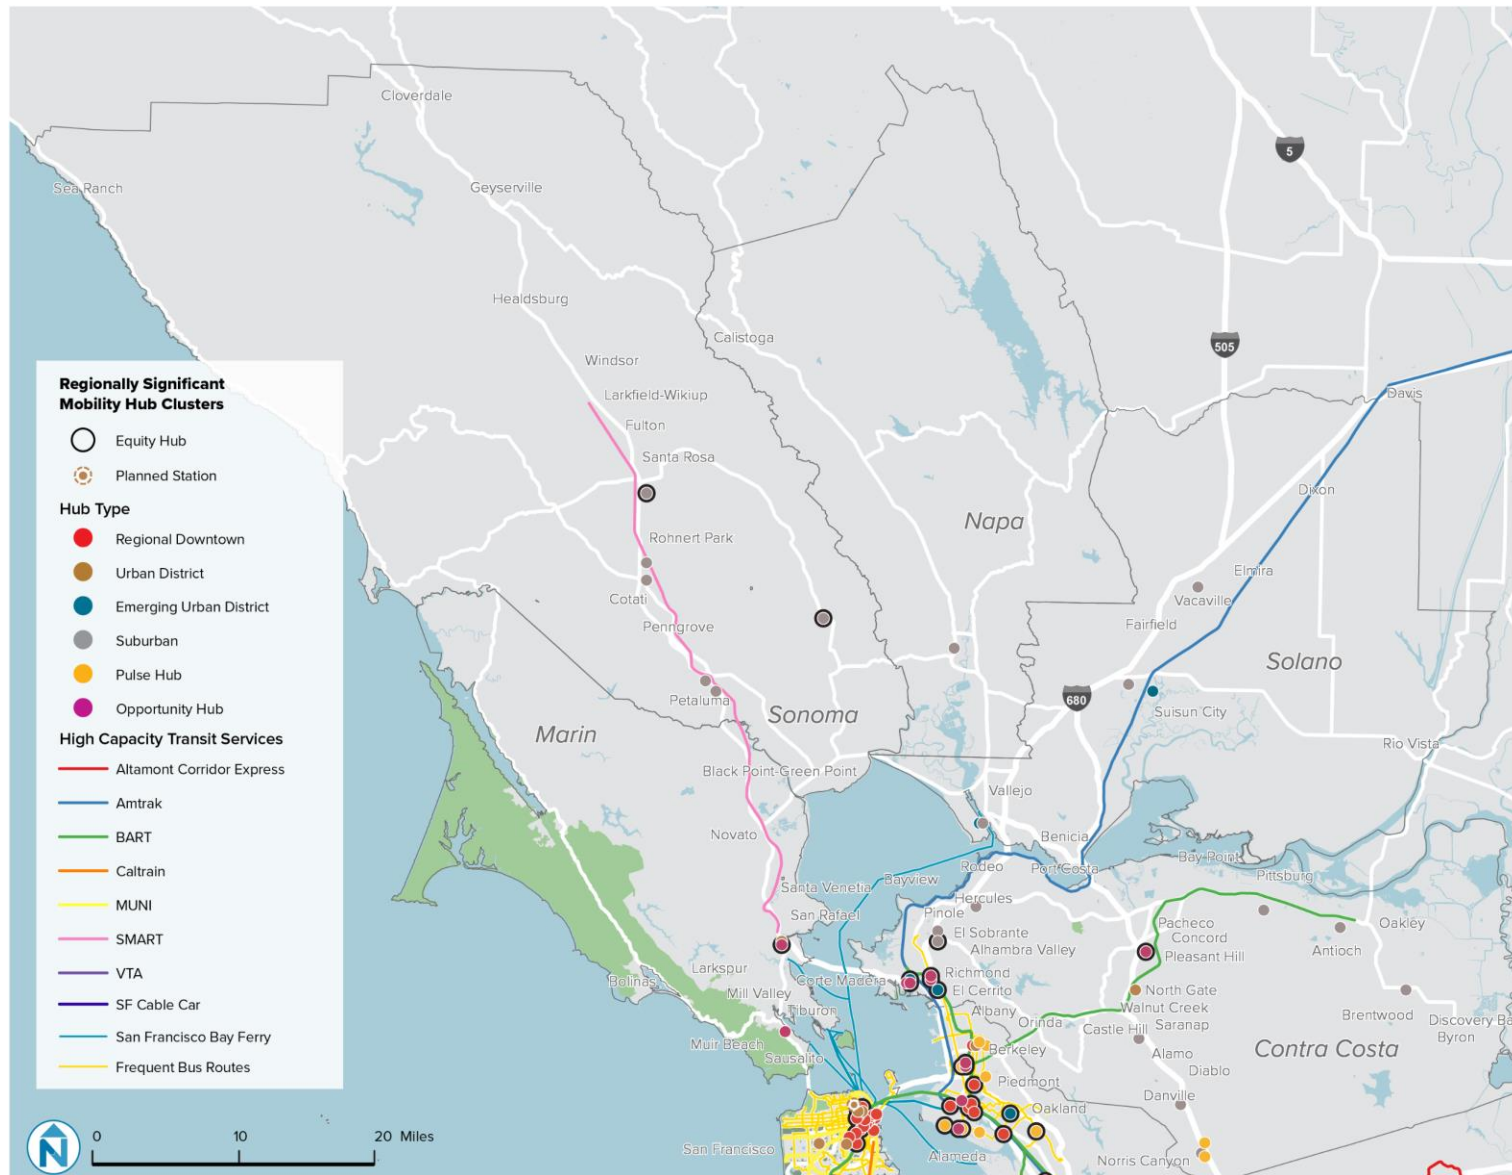 Cloverdale
5
Sea Ranch
Geyserville
Healdsburg
Calistoga
505
Windsor
Regionally Significant
Mobility Hub Clusters
Equity Hub
Planned Station
Hub Type
Regional Downtown
Urban District
Emerging Urban District
Suburban
Pulse Hub
Opportunity Hub
High Capacity Transit Services
Altamont Corridor Express
Amtrak
BART
Caltrain
MUNI
SMART
VTA
SF Cable Car
San Francisco Bay Ferry
Frequent Bus Routes
Larkfield-Wikiup
Davis
Fulton
Santa Rosa
Dixon
Napa
Rohnert Park
Elmira
Cotati
Vacaville
Penngrove
Fairfield
Solano
Petaluma
680
Suisun City
Marin
Sonoma
Rio Vista
Black Point-Green Point
Vallejo
Novato
Benicia
Bay Point
Rodeo
Port Costa
Pittsburg
Santa Venetia
Bayview
Hercules
San Rafael
Pinole
Pacheco
Oakley
El Sobrante
Concord
Alhambra Valley
Antioch
Pleasant Hill
Larkspur
Corte Madera
Richmond
Bolinas
Mill Valley
El Cerrito
North Gate
Tiburon
Albany
Walnut Creek
Brentwood
Orinda
Castle Hill
Saranap
Discovery Ba
Muir Beach
Byron
Sausalito
Berkeley
Alamo
Contra Costa
Diablo
Piedmont
Danville
Oakland
N
0 10 20 Miles
San Francisco
Alameda
Norris Canyon